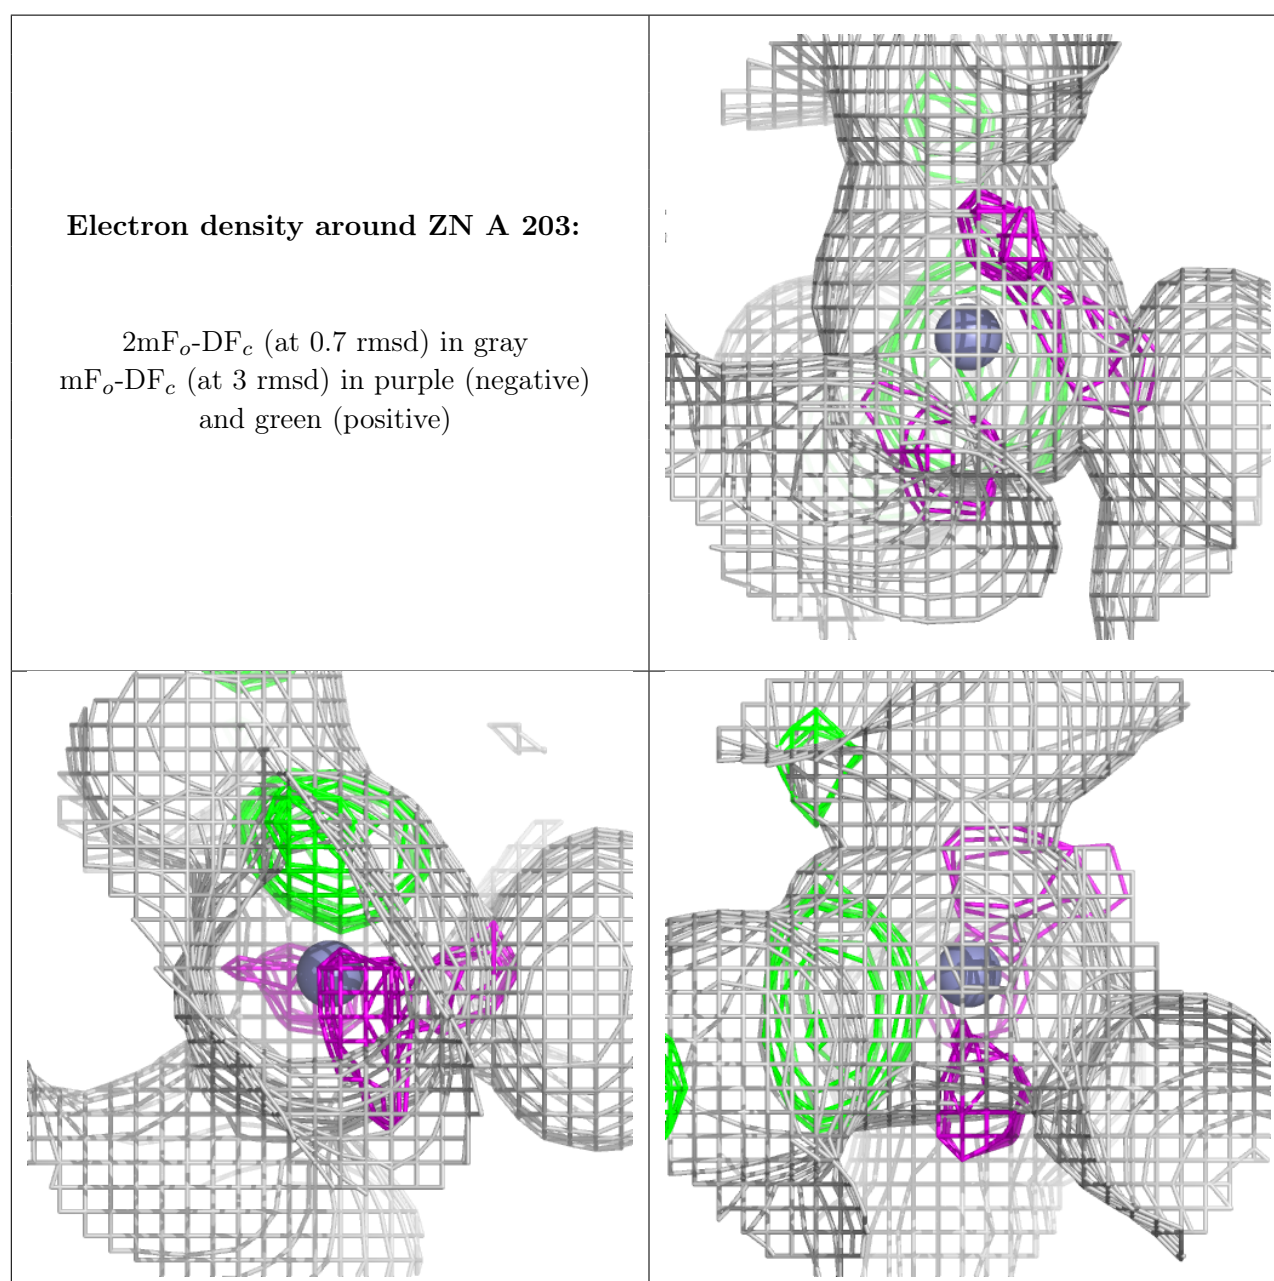 Electron density around ZN A 203:
2mFo-DFc (at 0.7 rmsd) in gray
mFo-DFc (at 3 rmsd) in purple (negative)
and green (positive)